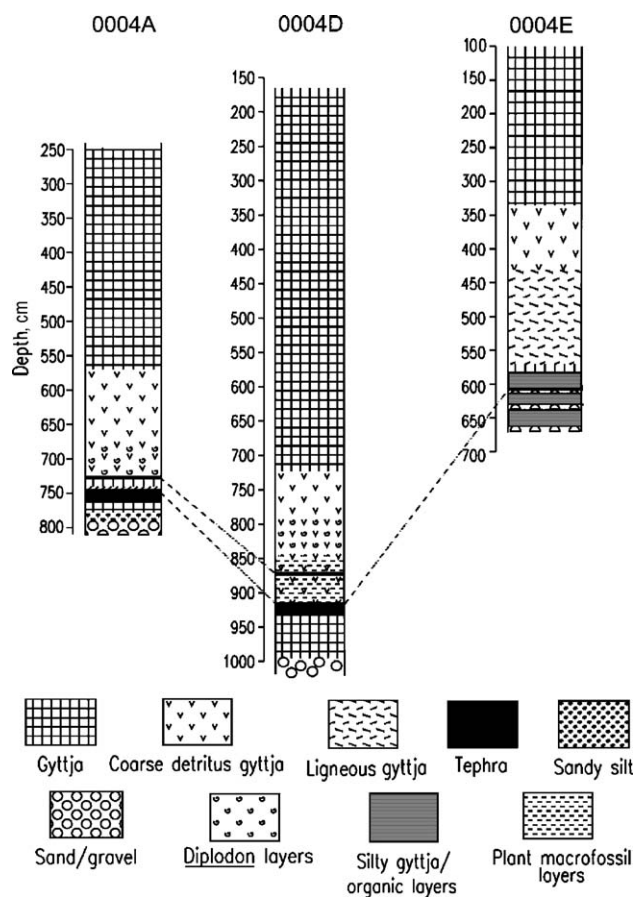 0004A
0004D
0004E
Depth, cm
250
300
350
400
450
500
550
600
650
700
750
800
150
200
250
300
350
400
450
500
550
600
650
700
750
800
850
900
950
1000
100
150
200
250
300
350
400
450
500
550
600
650
700
Gyttja
Coarse detritus gyttja
Ligneous gyttja
Tephra
Sandy silt
Sand/gravel
Diplodon layers
Silty gyttja/
organic layers
Plant macrofossil
layers